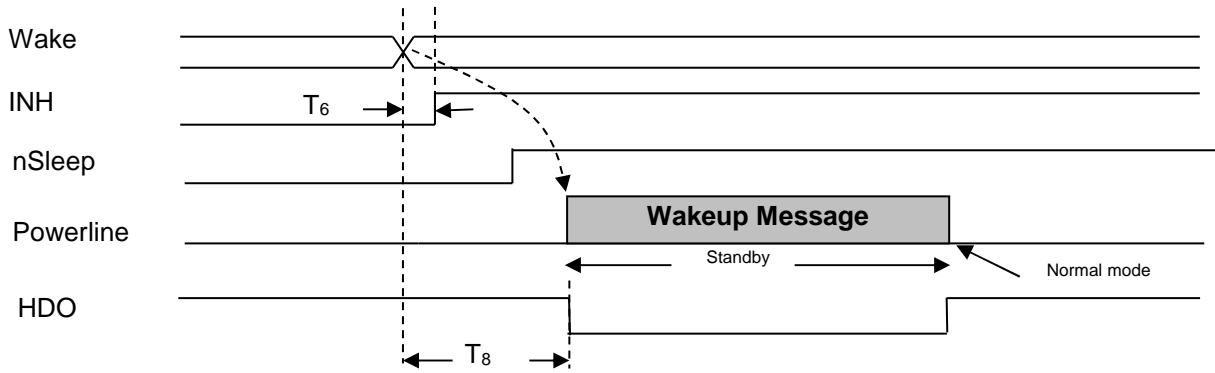 Wake
INH
T6
nSleep
Powerline
Wakeup Message
Standby
Normal mode
HDO
T8